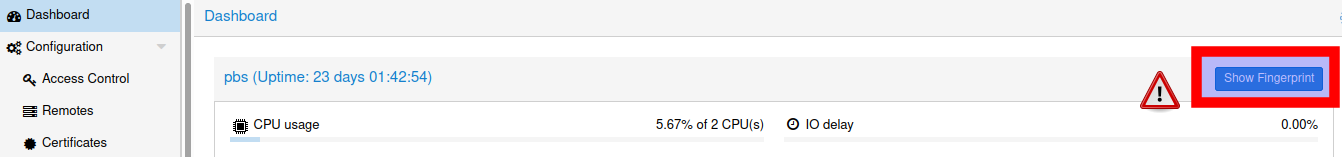 Dashboard
Configuration
Access Control
Remotes
Certificates
Dashboard
pbs (Uptime: 23 days 01:42:54)
Show Fingerprint
CPU usage
5.67% of 2 CPU(s)
IO delay
0.00%